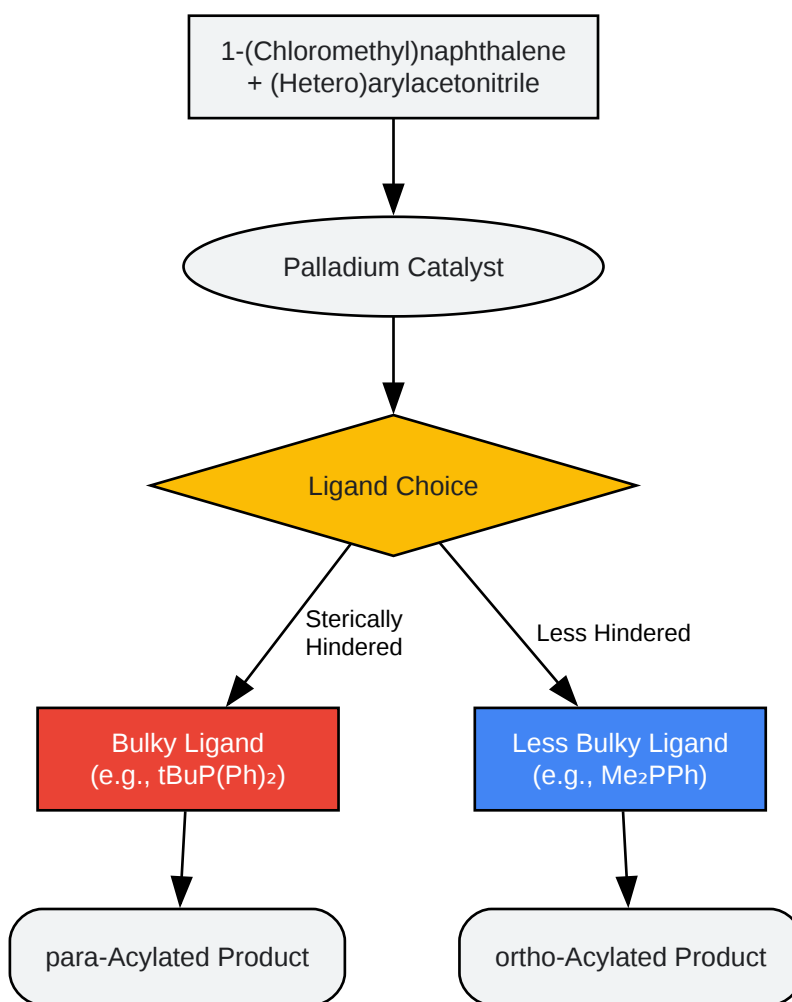 1-(Chloromethyl)naphthalene
+ (Hetero)arylacetonitrile
Palladium Catalyst
Ligand Choice
Sterically
Hindered
Less Hindered
Bulky Ligand
(e.g., tBuP(Ph)₂)
Less Bulky Ligand
(e.g., Me₂PPh)
para-Acylated Product
ortho-Acylated Product